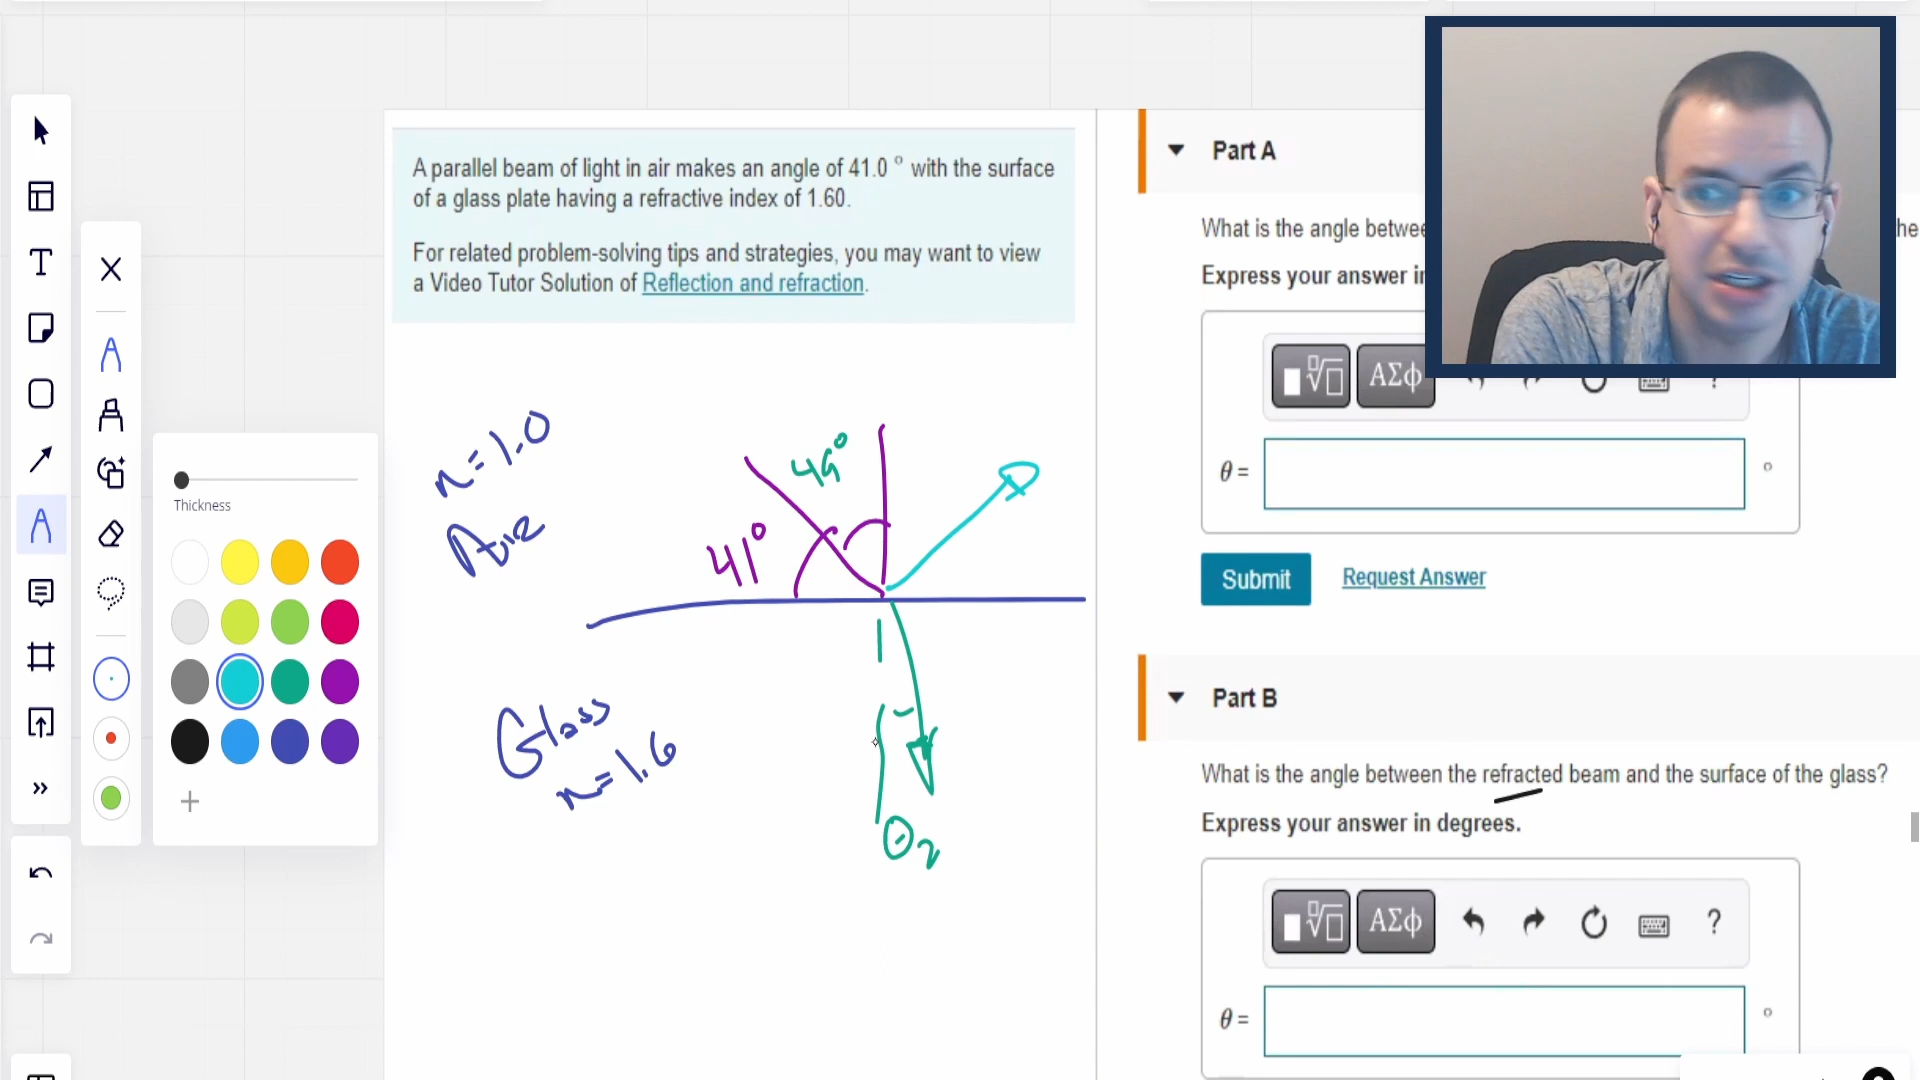 A parallel beam of light in air makes an angle of 41.0 ° with the surface
of a glass plate having a refractive index of 1.60.
For related problem-solving tips and strategies, you may want to view
a Video Tutor Solution of Reflection and refraction.
n=1.0
Air
49°
41°
Glass
n=1.6
θ2
T
Thickness
Part A
What is the angle
Express your answer
ΑΣϕ
?
θ =
°
Submit
Request Answer
Part B
What is the angle between the refracted beam and the surface of the glass?
Express your answer in degrees.
ΑΣϕ
?
θ =
°